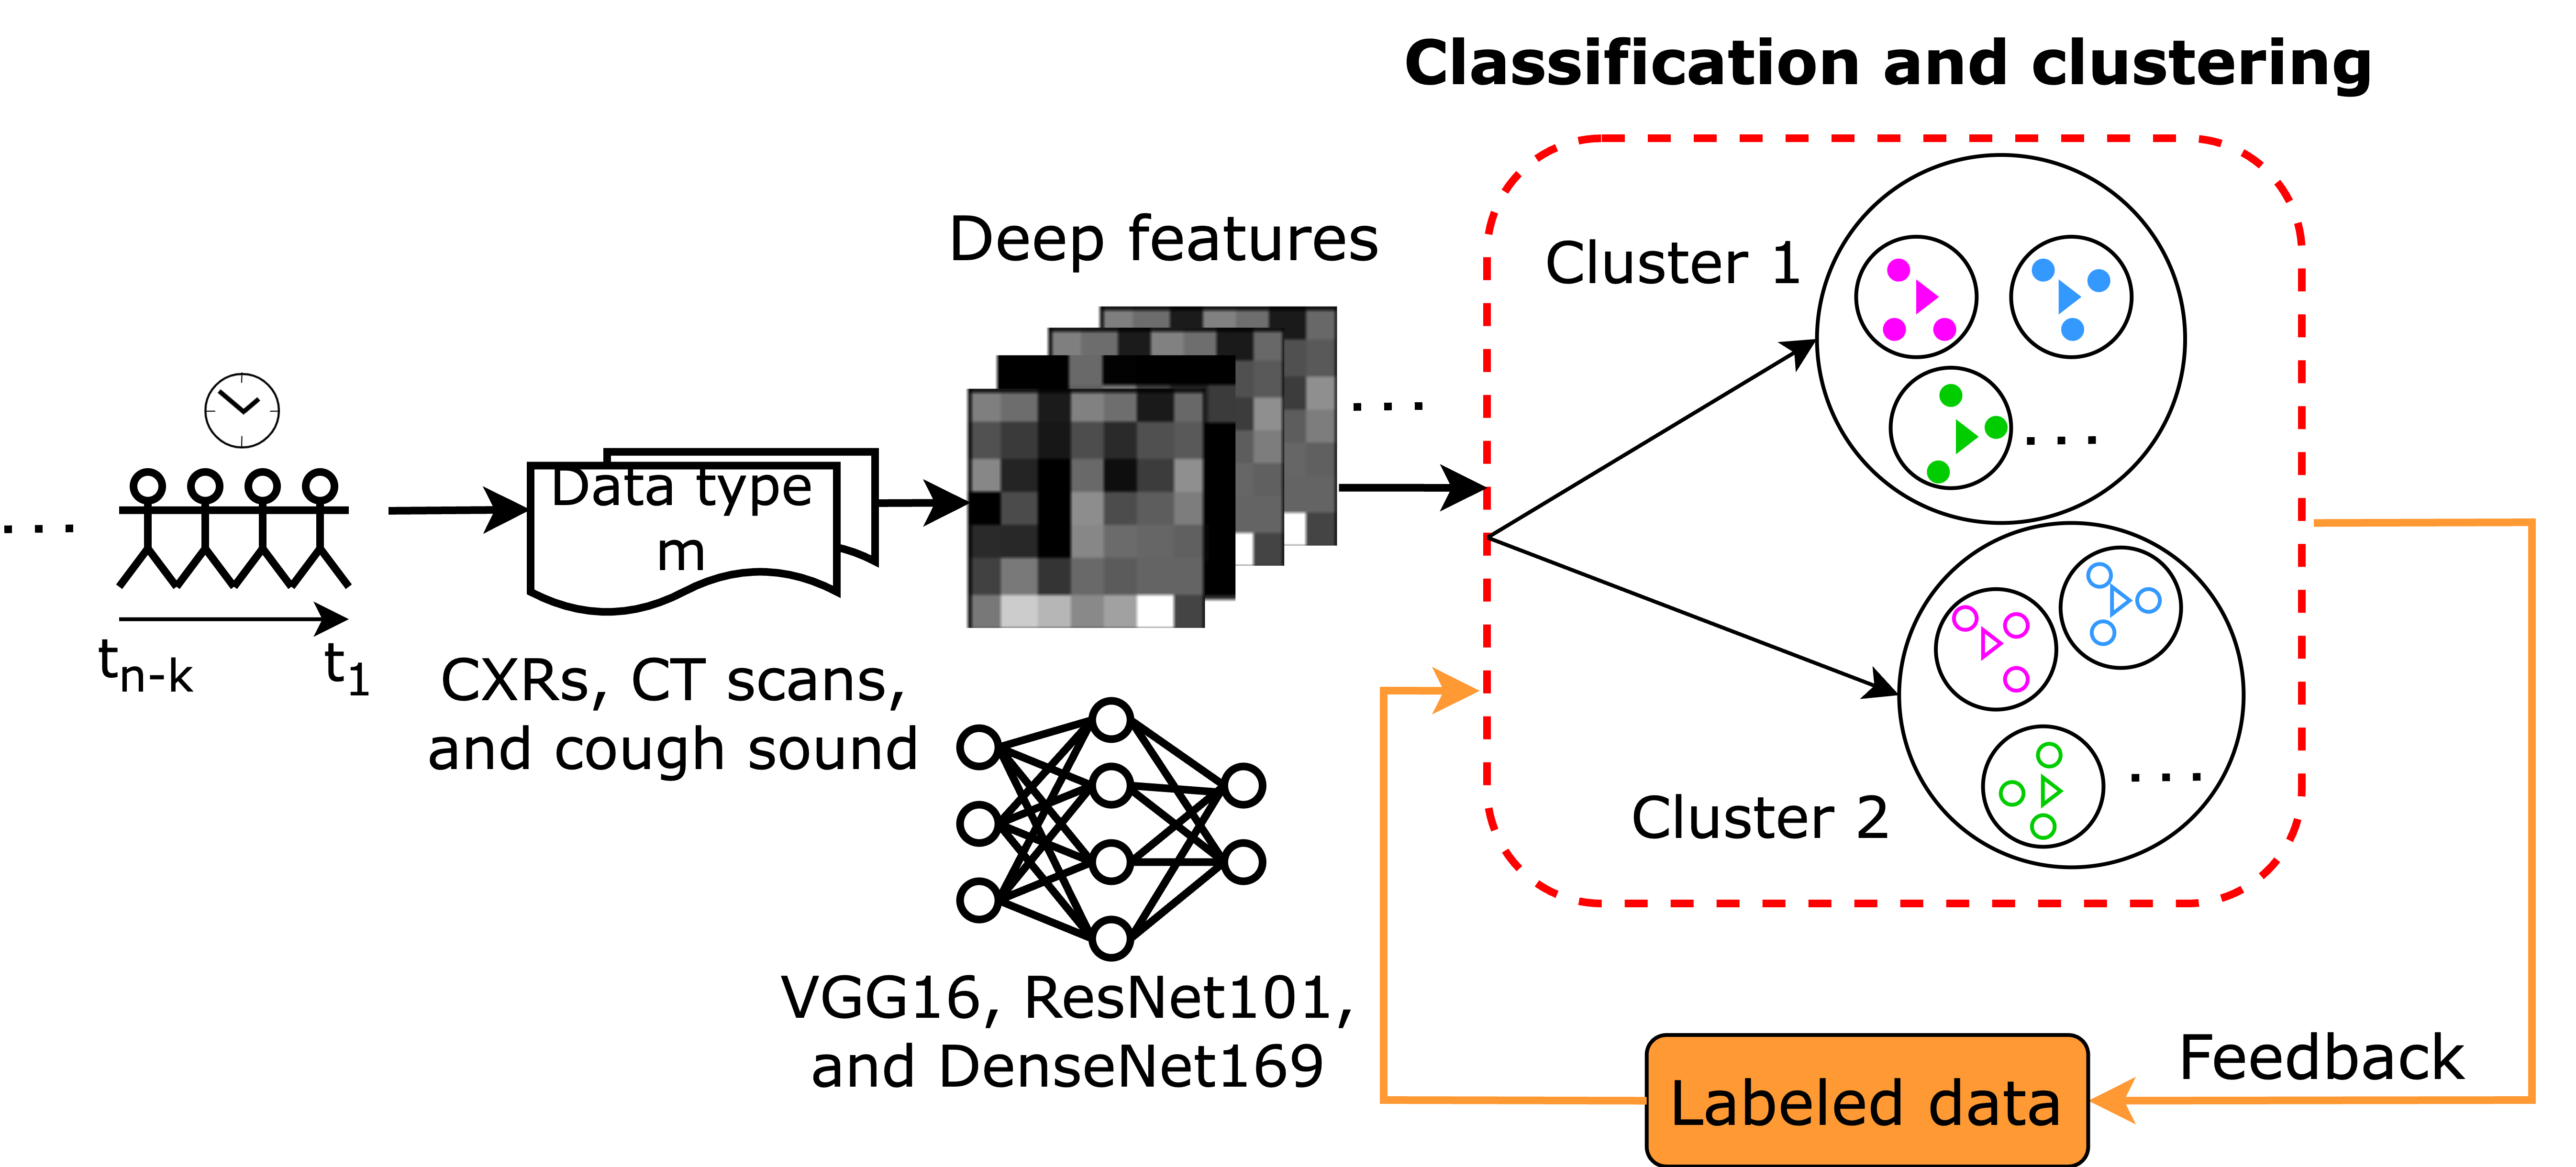 Classification and clustering
Deep features
Cluster 1
. . .
. . .
. . .
Data type
m
t_n-k
t_1
CXRs, CT scans,
and cough sound
. . .
Cluster 2
VGG16, ResNet101,
and DenseNet169
Feedback
Labeled data